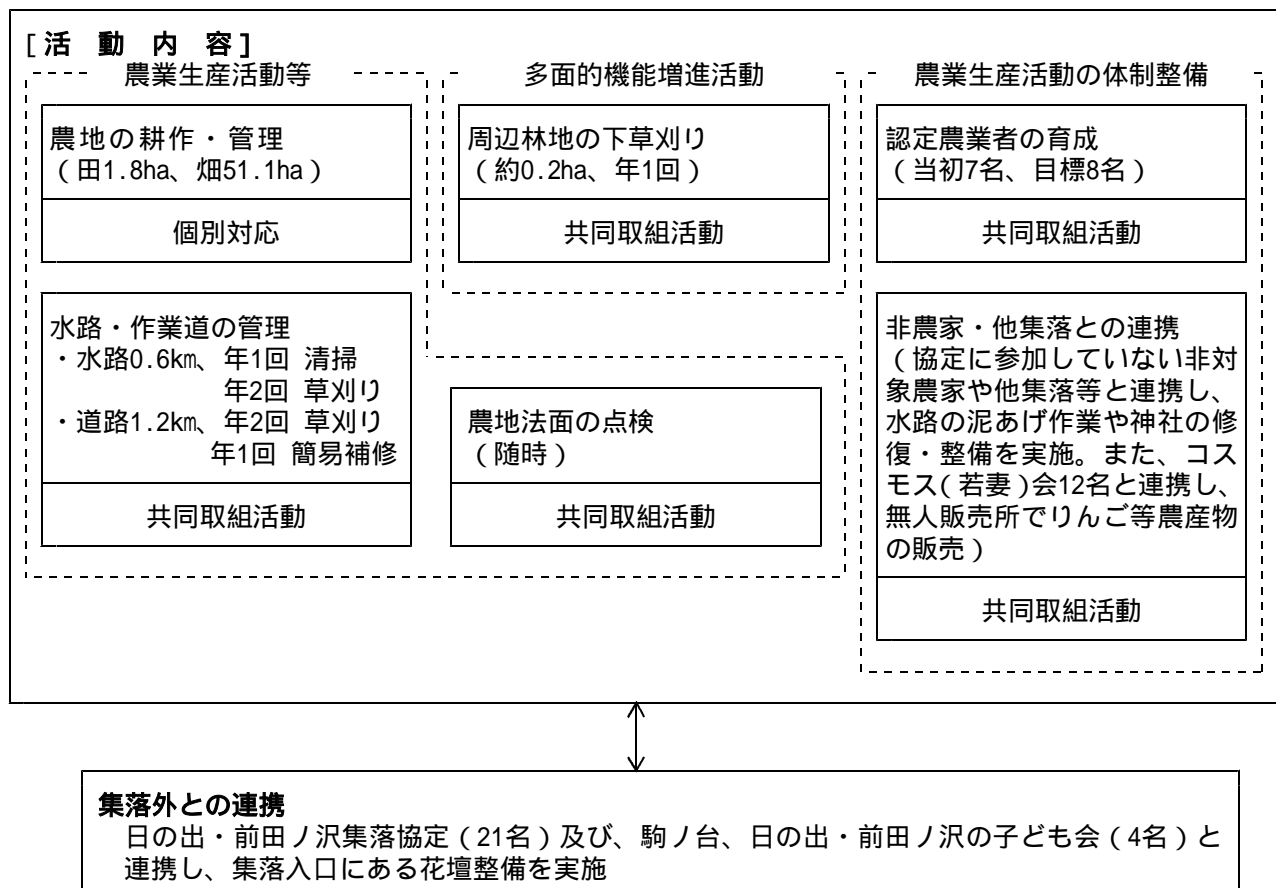 [活動内容]
農業生産活動等
農地の耕作・管理
(田1.8ha、畑51.1ha)
個別対応
水路・作業道の管理
・水路0.6㎞、年1回 清掃
年2回 草刈り
・道路1.2㎞、年2回 草刈り
年1回 簡易補修
共同取組活動
多面的機能増進活動
周辺林地の下草刈り
(約0.2ha、年1回)
共同取組活動
農地法面の点検
(随時)
共同取組活動
農業生産活動の体制整備
認定農業者の育成
(当初7名、目標8名)
共同取組活動
非農家・他集落との連携
(協定に参加していない非対
象農家や他集落等と連携し、
水路の泥あげ作業や神社の修
復・整備を実施。また、コス
モス(若妻)会12名と連携し、
無人販売所でりんご等農産物
の販売)
共同取組活動
集落外との連携
日の出・前田ノ沢集落協定(21名)及び、駒ノ台、日の出・前田ノ沢の子ども会(4名)と
連携し、集落入口にある花壇整備を実施